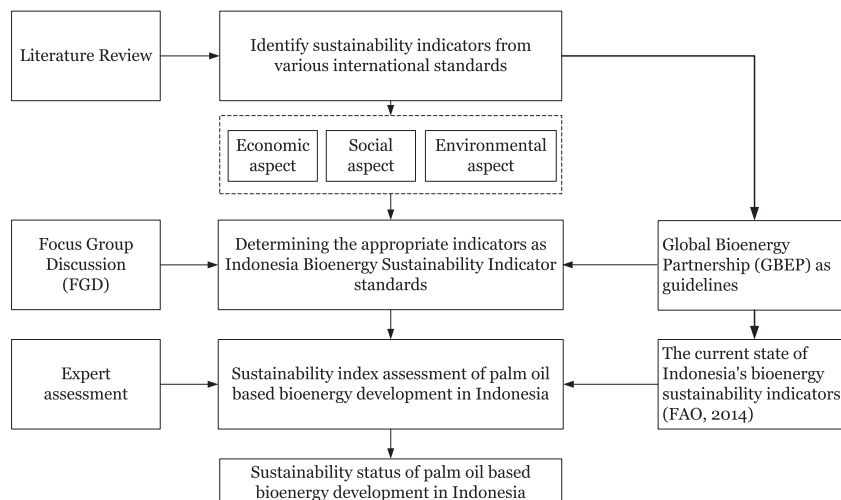 Literature Review
Identify sustainability indicators from
various international standards
Economic
aspect
Social
aspect
Environmental
aspect
Focus Group
Discussion
(FGD)
Determining the appropriate indicators as
Indonesia Bioenergy Sustainability Indicator
standards
Global Bioenergy
Partnership (GBEP) as
guidelines
Expert
assessment
Sustainability index assessment of palm oil
based bioenergy development in Indonesia
The current state of
Indonesia's bioenergy
sustainability indicators
(FAO, 2014)
Sustainability status of palm oil based
bioenergy development in Indonesia